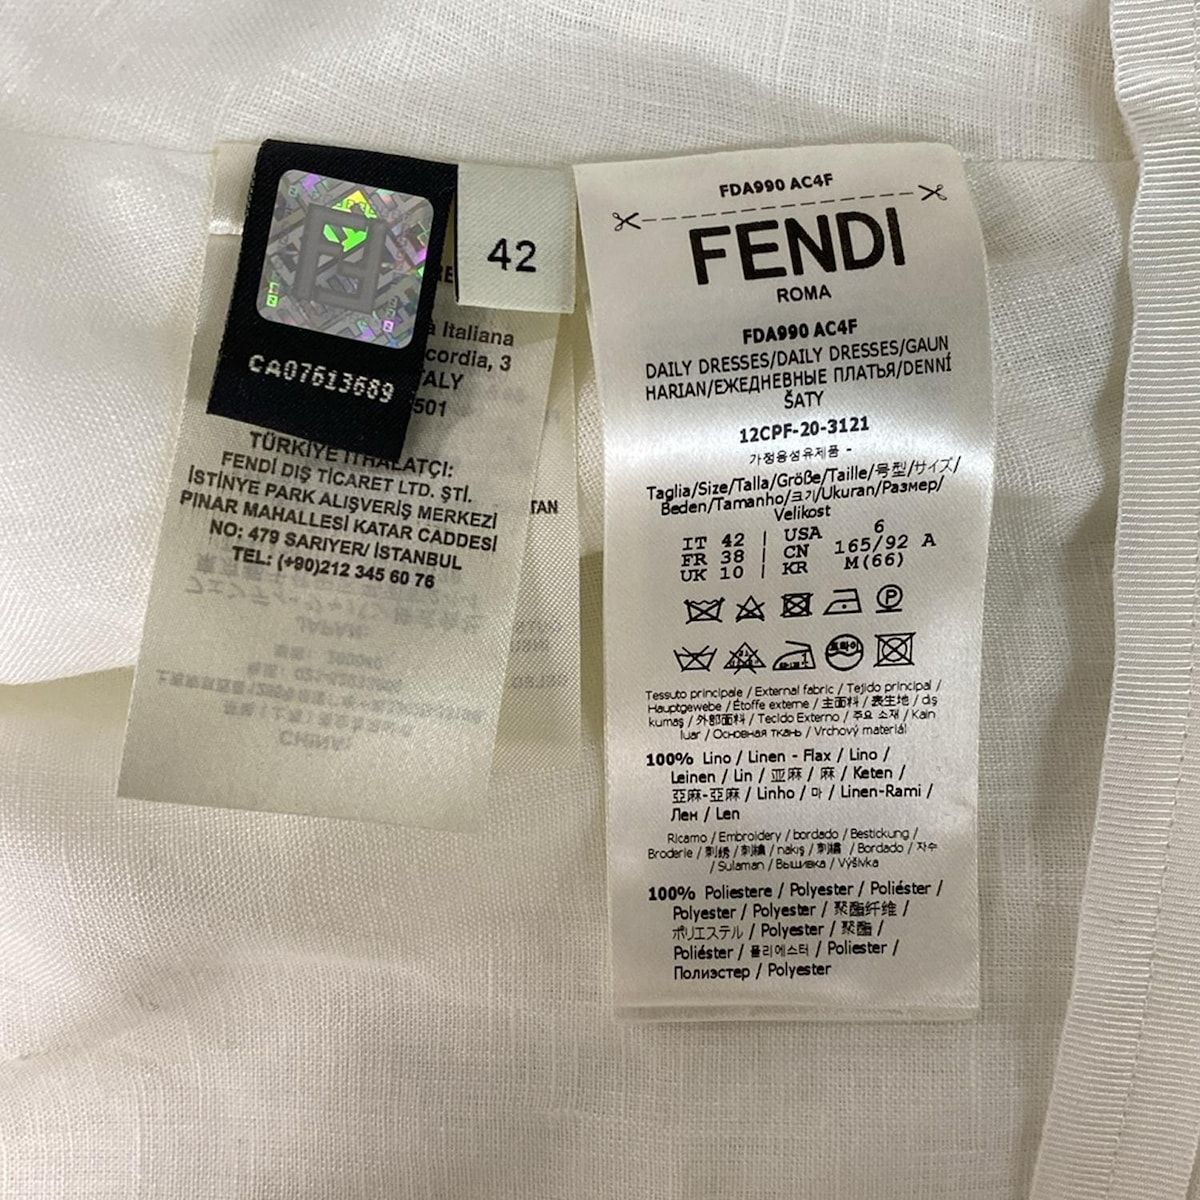 CA07613689
42
a Italiana
cordia, 3
TALY
501
TÜRKİYE İTHALATÇI:
FENDİ DIŞ TİCARET LTD. ŞTİ.
İSTİNYE PARK ALIŞVERİŞ MERKEZİ
PINAR MAHALLESİ KATAR CADDESİ
NO: 479 SARIYER/ İSTANBUL
TEL: (+90)212 345 60 76
TAN
FDA990 AC4F
FENDI
ROMA
FDA990 AC4F
DAILY DRESSES/DAILY DRESSES/GAUN
HARIAN/ЕЖЕДНЕВНЫЕ ПЛАТЬЯ/DENNÍ
ŠATY
12CPF-20-3121
가정용섬유제품 -
Taglia/Size/Talla/Größe/Taille/号型/サイズ/
Beden/Tamanho/크기/Ukuran/Размер/
Velikost
IT 42 | USA 6
FR 38 | CN 165/92 A
UK 10 | KR M(66)
드라이
Tessuto principale / External fabric / Tejido principal /
Hauptgewebe / Étoffe externe / 主面料 / 表生地 / dış
kumaş / 外部面料 / Tecido Externo / 주요 소재 / Kain
luar / Основная ткань / Vrchový materiál
100% Lino / Linen - Flax / Lino /
Leinen / Lin / 亚麻 / 麻 / Keten /
亞麻-亞麻 / Linho / 마 / Linen-Rami /
Лен / Len
Ricamo / Embroidery / bordado / Bestickung /
Broderie / 刺绣 / 刺繍 / nakış / 刺繡 / Bordado / 자수
/ Sulaman / Вышивка / Výšivka
100% Poliestere / Polyester / Poliéster /
Polyester / Polyester / 聚酯纤维 /
ポリエステル / Polyester / 聚酯 /
Poliéster / 폴리에스터 / Poliester /
Полиэстер / Polyester